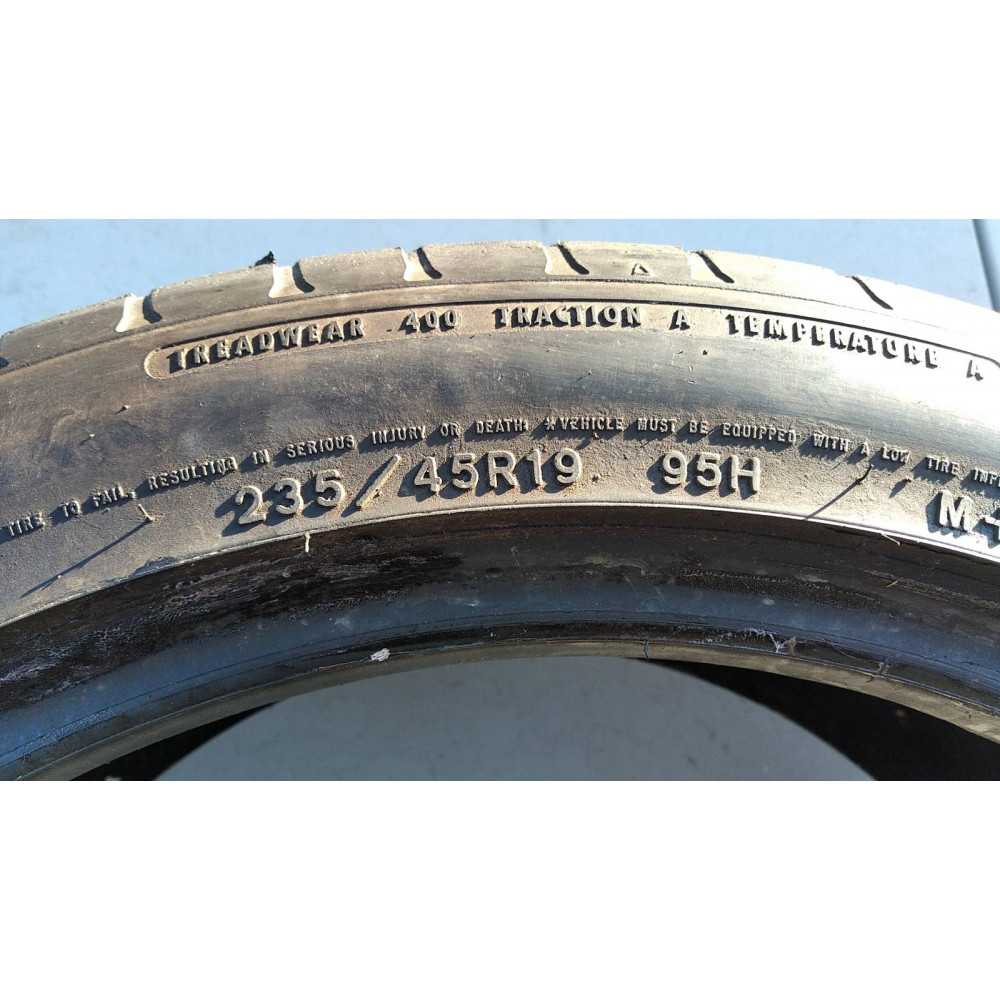 TREADWEAR 400 TRACTION A TEMPERATURE A
TIRE TO FAIL, RESULTING IN SERIOUS INJURY OR DEATH. *VEHICLE MUST BE EQUIPPED WITH A LOW TIRE INF
235/45R19 95H M+